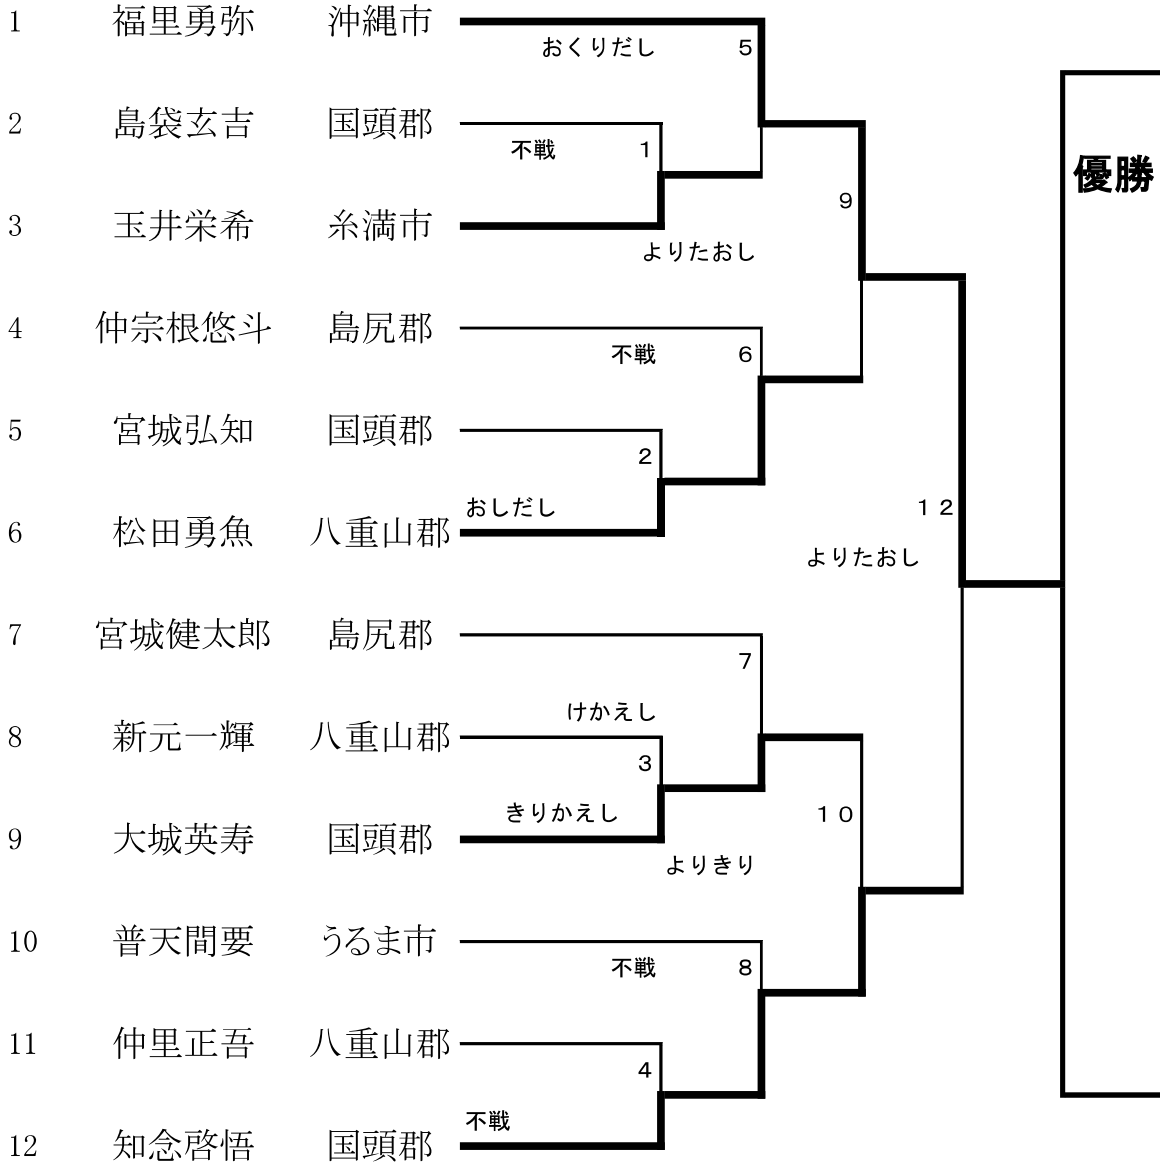 1 福里勇弥 沖縄市
おくりだし 5
2 島袋玄吉 国頭郡
不戦 1
優勝
9
3 玉井栄希 糸満市
よりたおし
4 仲宗根悠斗 島尻郡
不戦 6
5 宮城弘知 国頭郡
2
おしだし
12
6 松田勇魚 八重山郡
よりたおし
7 宮城健太郎 島尻郡
7
けかえし
8 新元一輝 八重山郡
3
きりかえし
10
9 大城英寿 国頭郡
よりきり
10 普天間要 うるま市
不戦 8
11 仲里正吾 八重山郡
4
不戦
12 知念啓悟 国頭郡